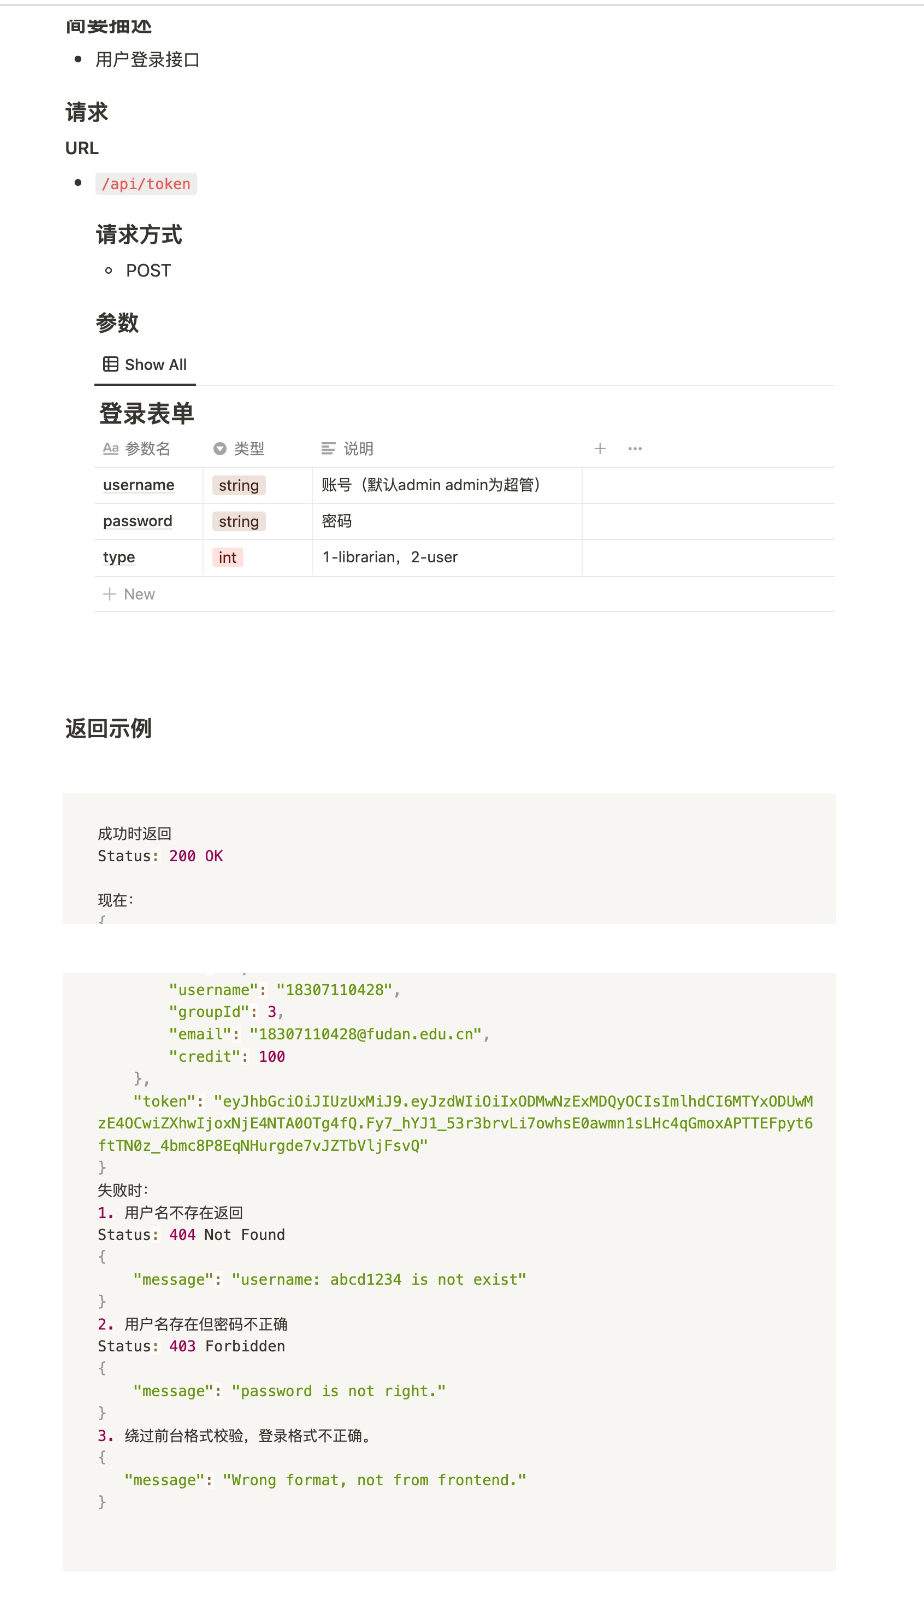 简要描述
用户登录接口
请求
URL
/api/token
请求方式
POST
参数
Show All
登录表单
Aa 参数名 类型 说明
username string 账号（默认admin admin为超管）
password string 密码
type int 1-librarian，2-user
+ New
返回示例
成功时返回
Status: 200 OK
现在：
{
"username": "18307110428",
"groupId": 3,
"email": "18307110428@fudan.edu.cn",
"credit": 100
},
"token": "eyJhbGciOiJIUzUxMiJ9.eyJzdWIiOiIxODMwNzExMDQyOCIsImlhdCI6MTYxODUwM
zE4OCwiZXhwIjoxNjE4NTA0OTg4fQ.Fy7_hYJ1_53r3brvLi7owhsE0awmn1sLHc4qGmoxAPTTEFpyt6
ftTN0z_4bmc8P8EqNHurgde7vJZTbVljFsvQ"
}
失败时：
1. 用户名不存在返回
Status: 404 Not Found
{
"message": "username: abcd1234 is not exist"
}
2. 用户名存在但密码不正确
Status: 403 Forbidden
{
"message": "password is not right."
}
3. 绕过前台格式校验，登录格式不正确。
{
"message": "Wrong format, not from frontend."
}